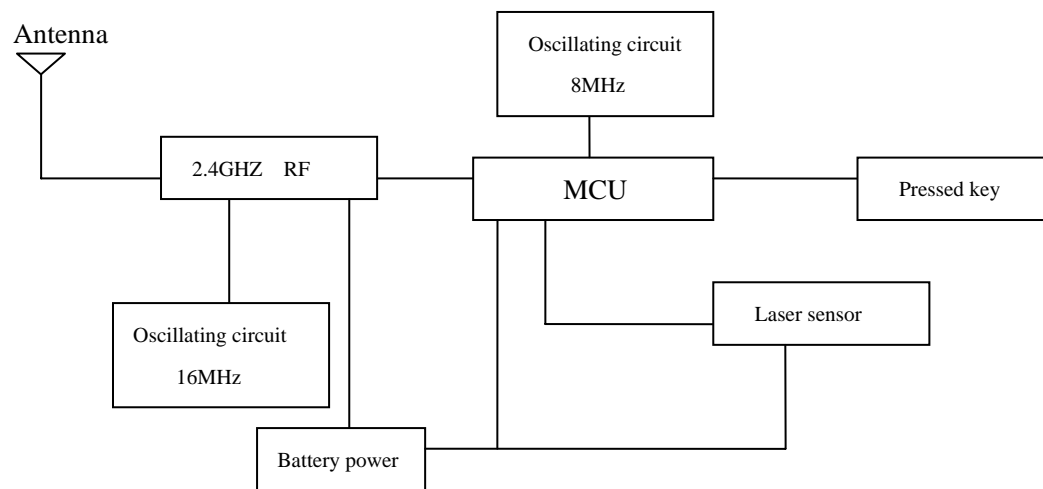 Antenna
Oscillating circuit
8MHz
2.4GHZ RF
MCU
Pressed key
Oscillating circuit
16MHz
Laser sensor
Battery power